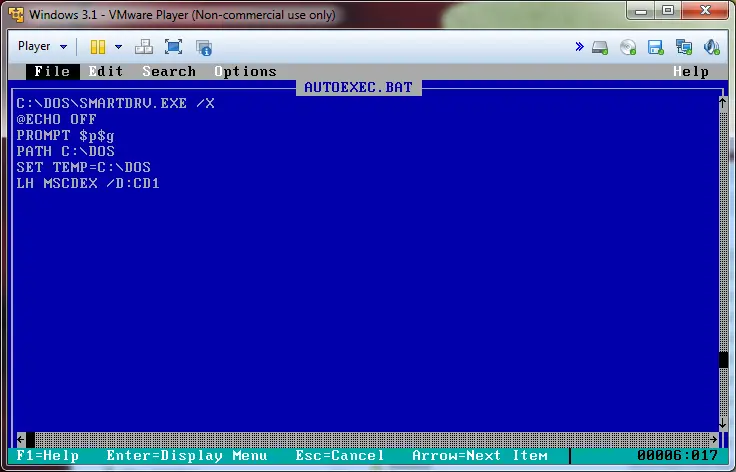 Windows 3.1 - VMware Player (Non-commercial use only)
Player
File Edit Search Options Help
AUTOEXEC.BAT
C:\DOS\SMARTDRV.EXE /X
@ECHO OFF
PROMPT $p$g
PATH C:\DOS
SET TEMP=C:\DOS
LH MSCDEX /D:CD1
F1=Help Enter=Display Menu Esc=Cancel Arrow=Next Item 00006:017